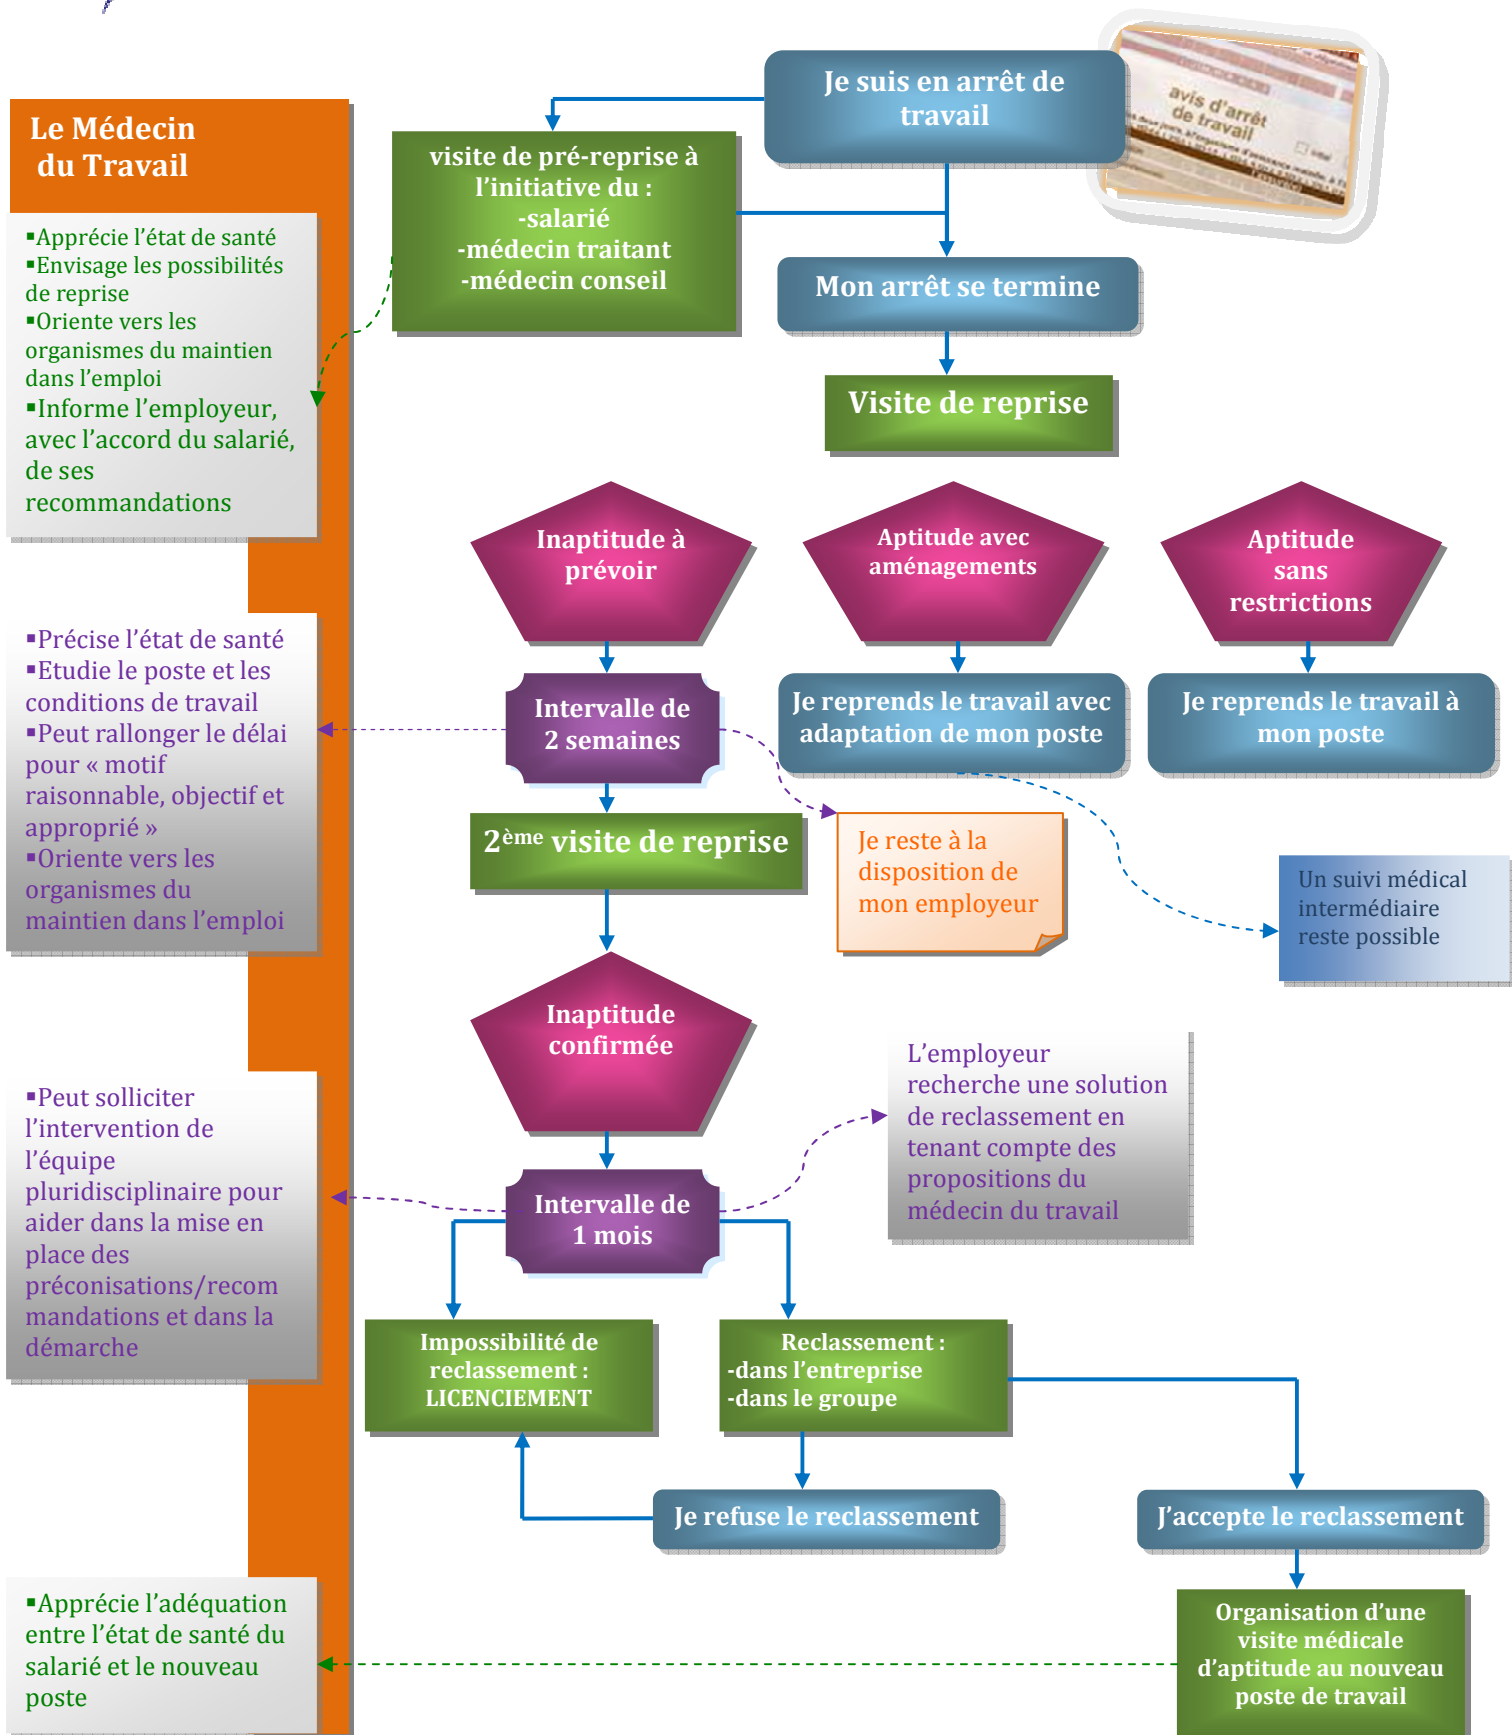 Je suis en arrêt de
travail
avis d'arrêt
de travail
Le Médecin
du Travail
visite de pré-reprise à
l'initiative du :
-salarié
-médecin traitant
-médecin conseil
▪Apprécie l'état de santé
▪Envisage les possibilités
de reprise
▪Oriente vers les
organismes du maintien
dans l'emploi
▪Informe l'employeur,
avec l'accord du salarié,
de ses
recommandations
Mon arrêt se termine
Visite de reprise
Inaptitude à
prévoir
Aptitude avec
aménagements
Aptitude
sans
restrictions
▪Précise l'état de santé
▪Etudie le poste et les
conditions de travail
▪Peut rallonger le délai
pour « motif
raisonnable, objectif et
approprié »
▪Oriente vers les
organismes du
maintien dans l'emploi
Intervalle de
2 semaines
Je reprends le travail avec
adaptation de mon poste
Je reprends le travail à
mon poste
2ème visite de reprise
Je reste à la
disposition de
mon employeur
Un suivi médical
intermédiaire
reste possible
Inaptitude
confirmée
L'employeur
recherche une solution
de reclassement en
tenant compte des
propositions du
médecin du travail
▪Peut solliciter
l'intervention de
l'équipe
pluridisciplinaire pour
aider dans la mise en
place des
préconisations/recom
mandations et dans la
démarche
Intervalle de
1 mois
Impossibilité de
reclassement :
LICENCIEMENT
Reclassement :
-dans l'entreprise
-dans le groupe
Je refuse le reclassement
J'accepte le reclassement
▪Apprécie l'adéquation
entre l'état de santé du
salarié et le nouveau
poste
Organisation d'une
visite médicale
d'aptitude au nouveau
poste de travail